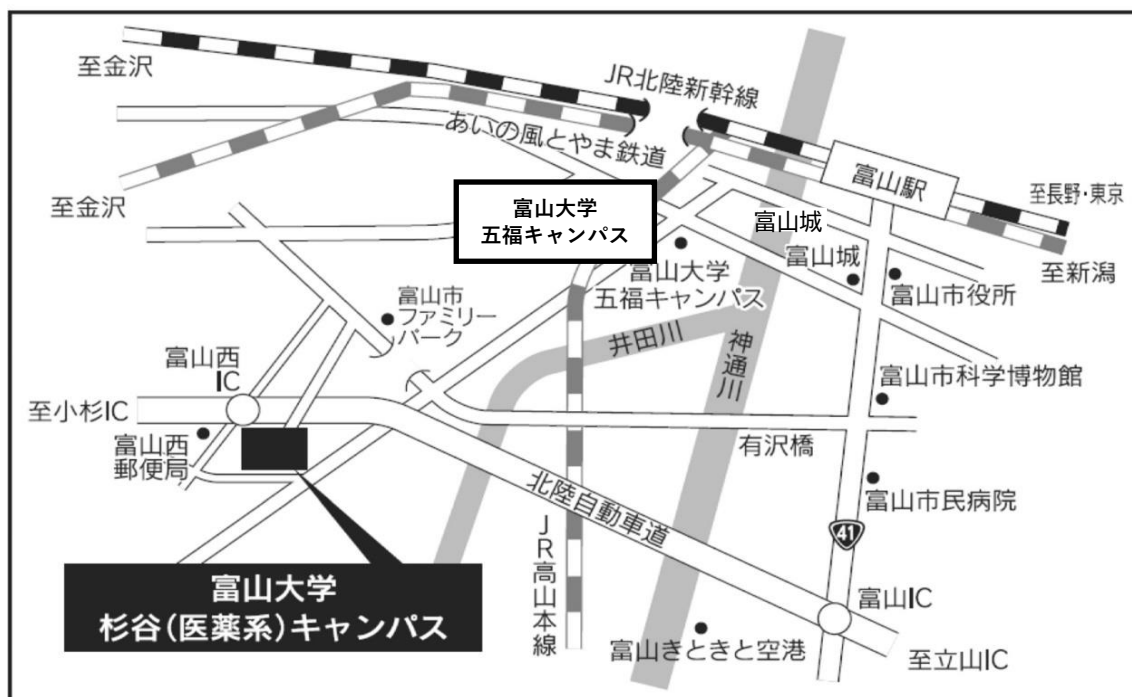 至金沢
JR北陸新幹線
あいの風とやま鉄道
至金沢
富山駅
至長野・東京
至新潟
富山大学
五福キャンパス
富山城
富山城
富山大学
五福キャンパス
富山市役所
富山市
ファミリー
パーク
井田川
神通川
富山西
IC
富山市科学博物館
至小杉IC
富山西
郵便局
有沢橋
北陸自動車道
富山市民病院
41
JR高山本線
富山大学
杉谷(医薬系)キャンパス
富山IC
富山きときと空港
至立山IC